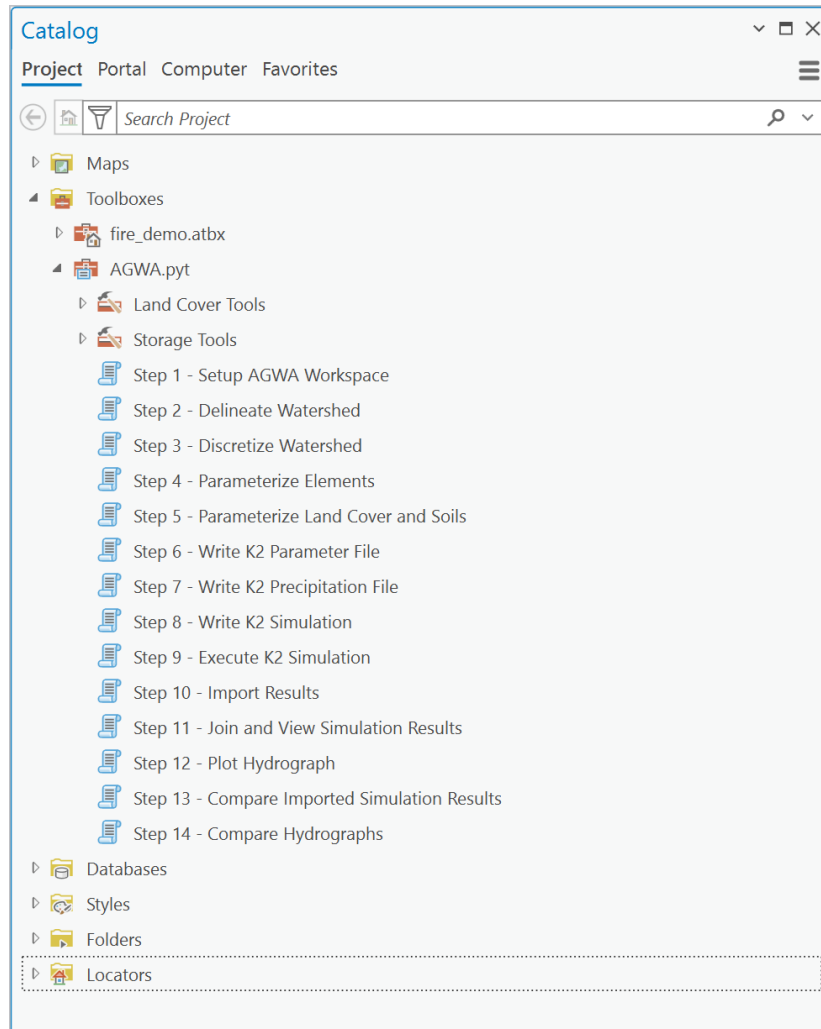 Catalog
Project Portal Computer Favorites
Search Project
Maps
Toolboxes
fire_demo.atbx
AGWA.pyt
Land Cover Tools
Storage Tools
Step 1 - Setup AGWA Workspace
Step 2 - Delineate Watershed
Step 3 - Discretize Watershed
Step 4 - Parameterize Elements
Step 5 - Parameterize Land Cover and Soils
Step 6 - Write K2 Parameter File
Step 7 - Write K2 Precipitation File
Step 8 - Write K2 Simulation
Step 9 - Execute K2 Simulation
Step 10 - Import Results
Step 11 - Join and View Simulation Results
Step 12 - Plot Hydrograph
Step 13 - Compare Imported Simulation Results
Step 14 - Compare Hydrographs
Databases
Styles
Folders
Locators